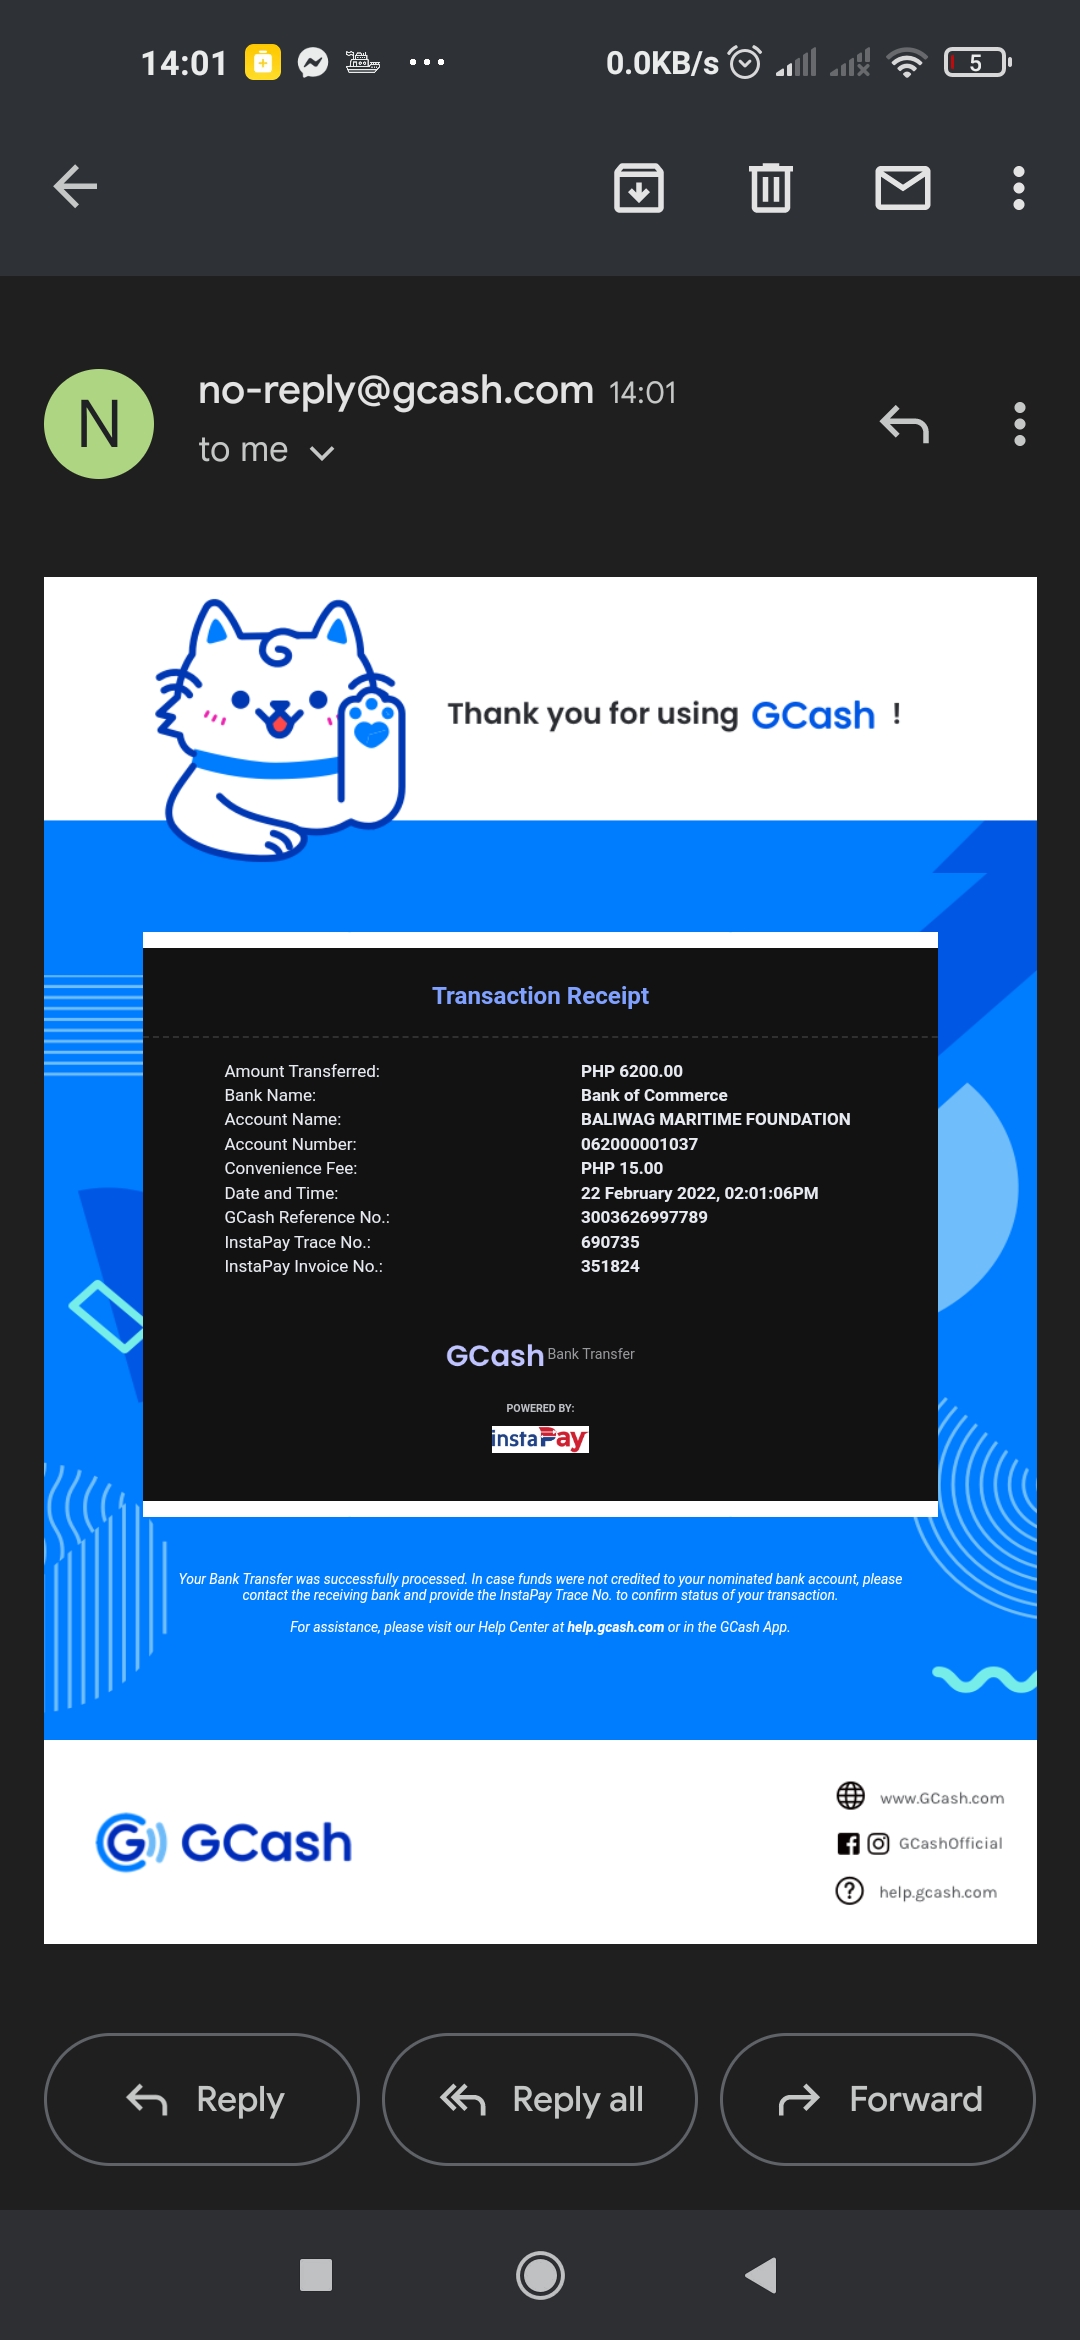 14:01
0.0KB/s
5
N
no-reply@gcash.com 14:01
to me
Thank you for using GCash !
Transaction Receipt
Amount Transferred: PHP 6200.00
Bank Name: Bank of Commerce
Account Name: BALIWAG MARITIME FOUNDATION
Account Number: 062000001037
Convenience Fee: PHP 15.00
Date and Time: 22 February 2022, 02:01:06PM
GCash Reference No.: 3003626997789
InstaPay Trace No.: 690735
InstaPay Invoice No.: 351824
GCash Bank Transfer
POWERED BY:
instaPay
Your Bank Transfer was successfully processed. In case funds were not credited to your nominated bank account, please
contact the receiving bank and provide the InstaPay Trace No. to confirm status of your transaction.
For assistance, please visit our Help Center at help.gcash.com or in the GCash App.
GCash
www.GCash.com
GCashOfficial
help.gcash.com
Reply
Reply all
Forward